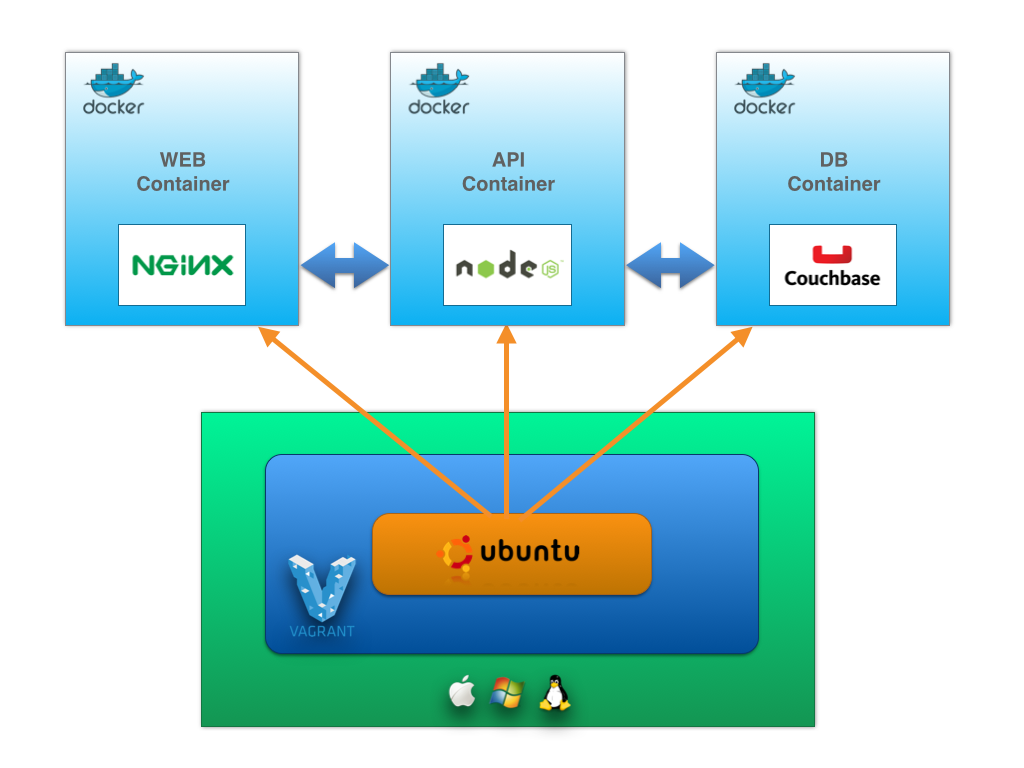 docker
docker
docker
WEB
Container
API
Container
DB
Container
NGINX
node
JS
Couchbase
ubuntu
VAGRANT